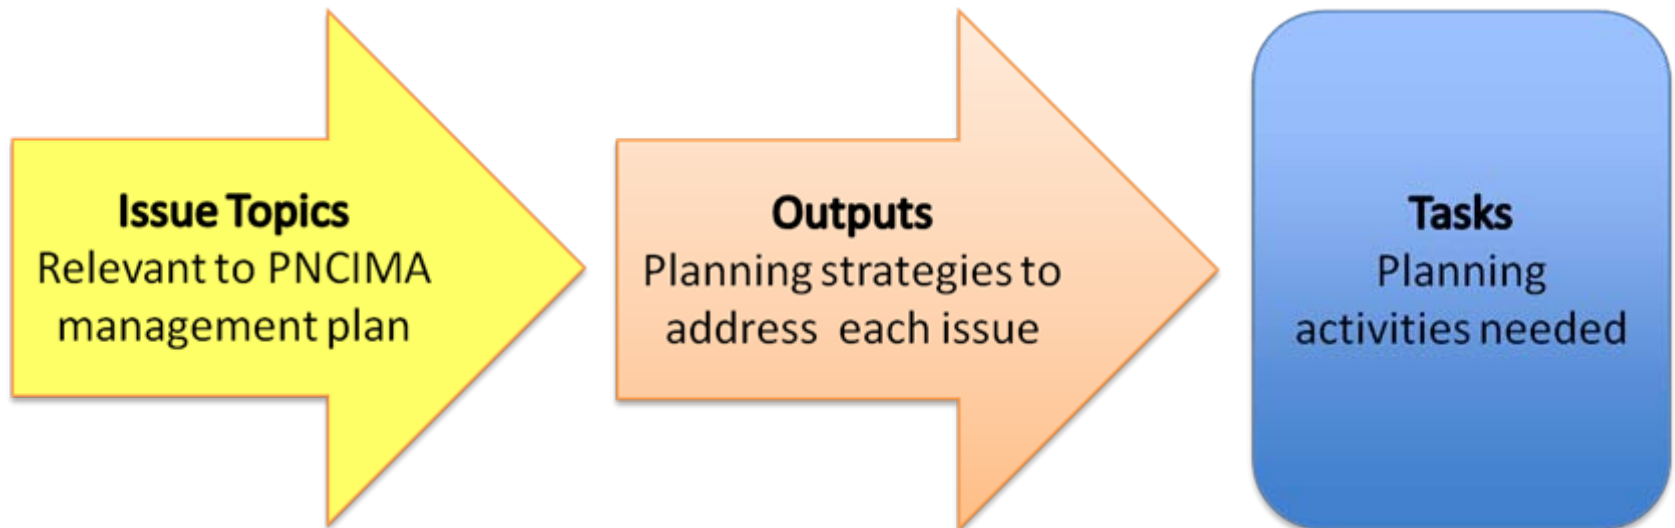 Issue Topics
Relevant to PNCIMA
management plan
Outputs
Planning strategies to
address each issue
Tasks
Planning
activities needed